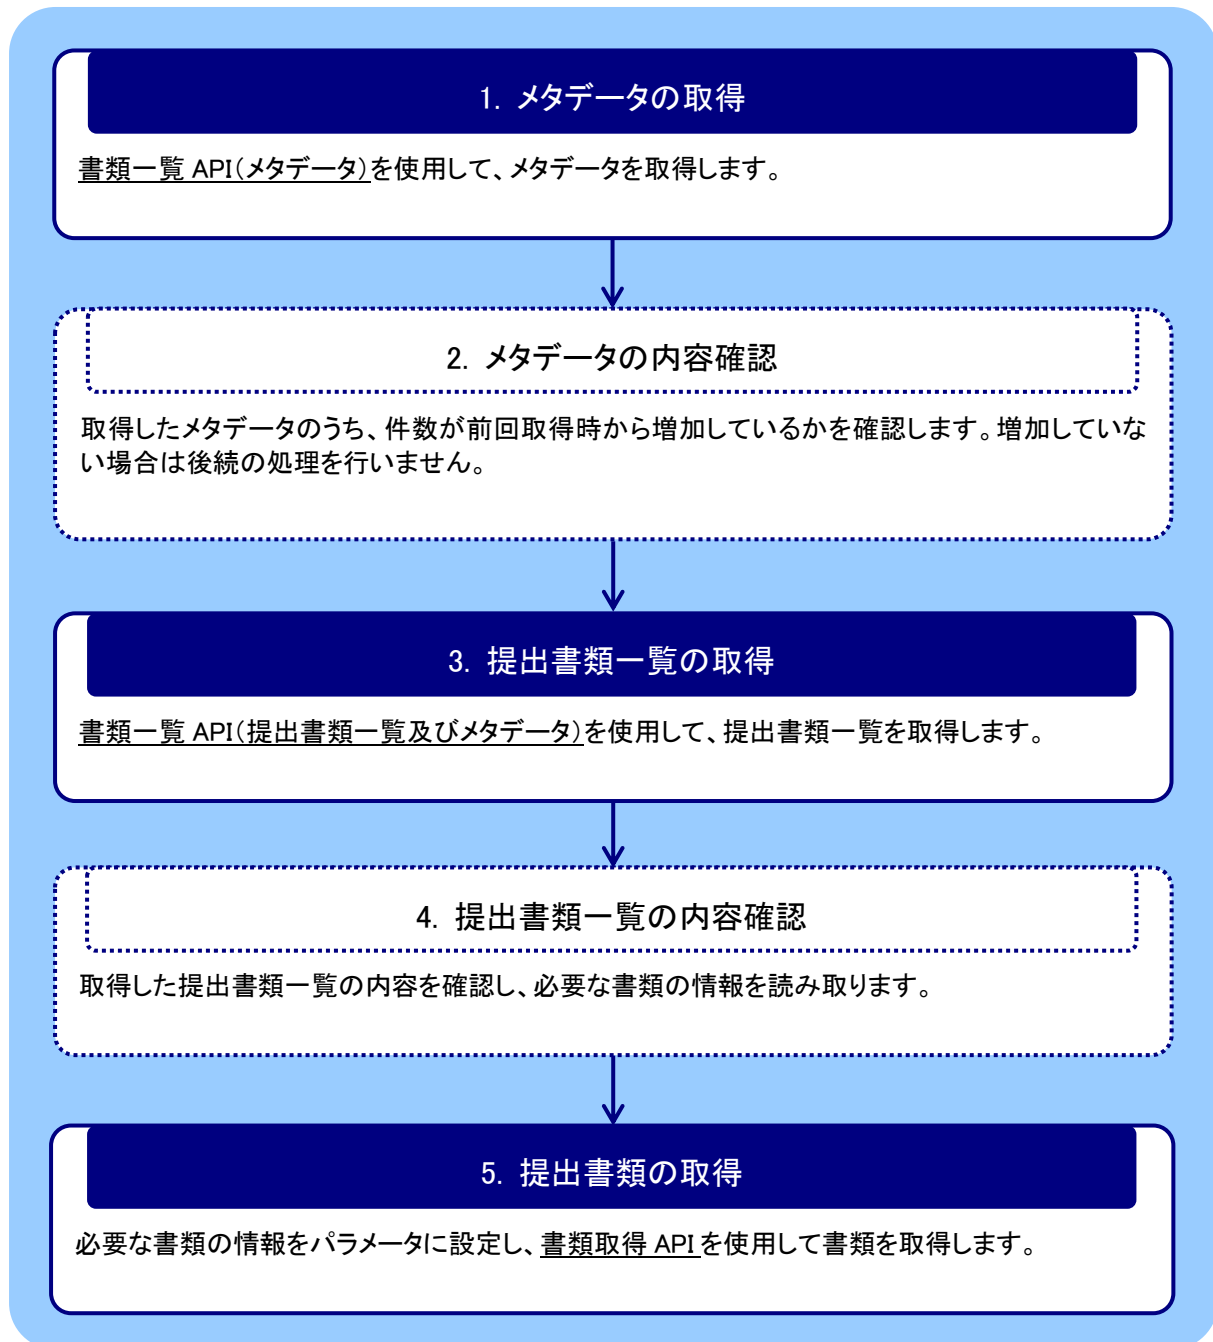 1. メタデータの取得
書類一覧 API(メタデータ)を使用して、メタデータを取得します。
2. メタデータの内容確認
取得したメタデータのうち、件数が前回取得時から増加しているかを確認します。増加していな
い場合は後続の処理を行いません。
3. 提出書類一覧の取得
書類一覧 API(提出書類一覧及びメタデータ)を使用して、提出書類一覧を取得します。
4. 提出書類一覧の内容確認
取得した提出書類一覧の内容を確認し、必要な書類の情報を読み取ります。
5. 提出書類の取得
必要な書類の情報をパラメータに設定し、書類取得 API を使用して書類を取得します。